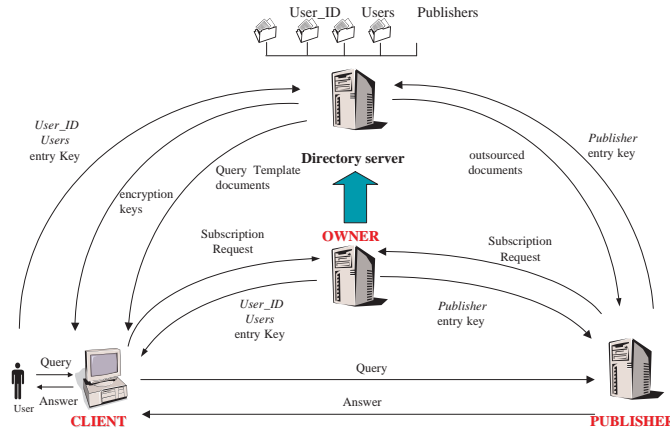 User_ID Users Publishers
User_ID
Users
entry Key
Publisher
entry key
Directory server
Query Template
documents
outsourced
documents
encryption
keys
OWNER
Subscription
Request
Subscription
Request
User_ID
Users
entry Key
Publisher
entry key
Query
Answer
User
CLIENT
Query
Answer
PUBLISHER